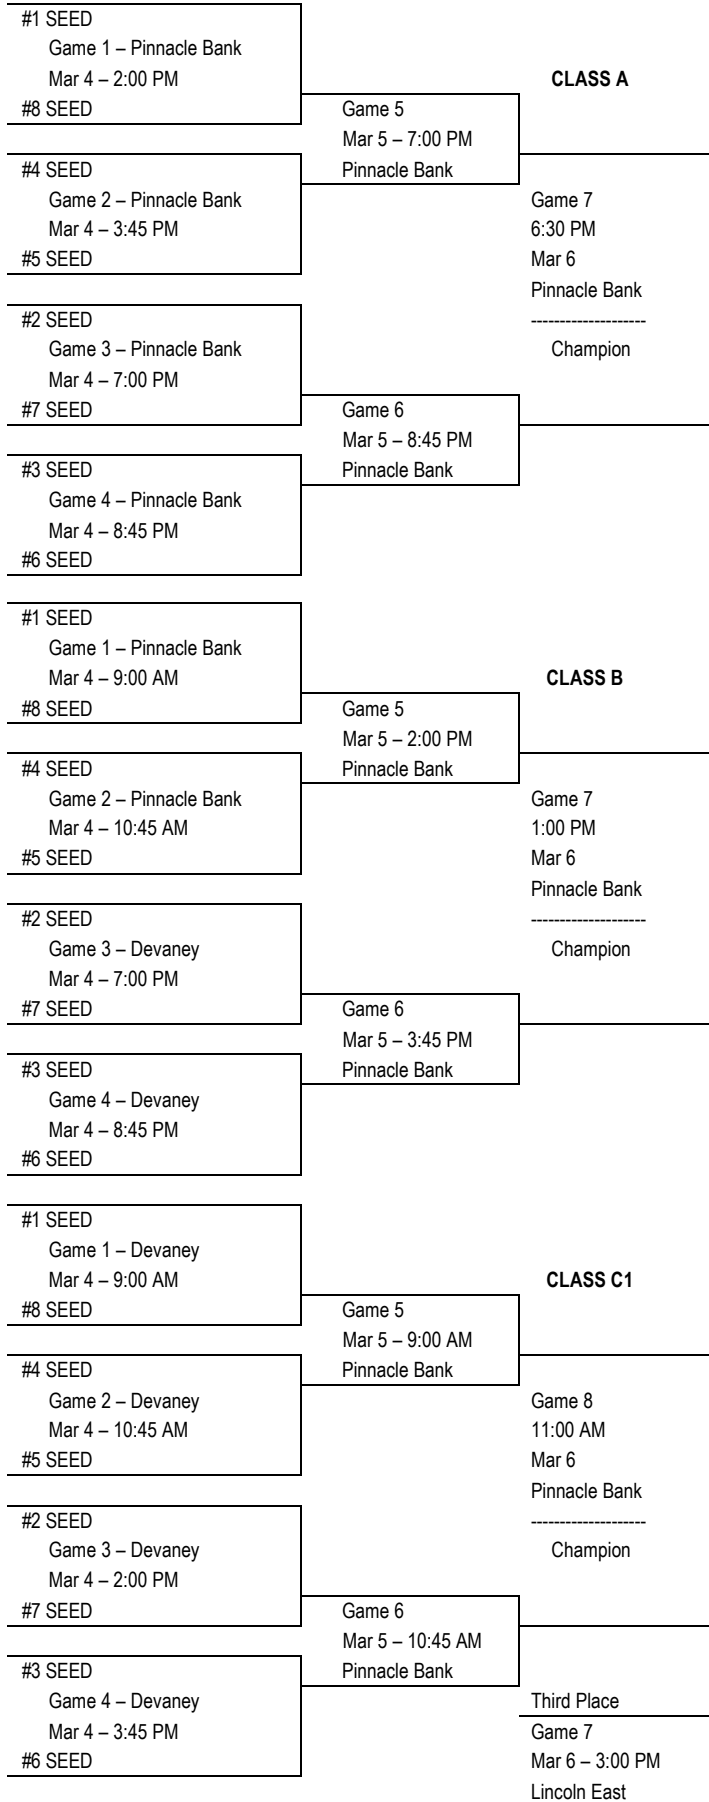 #1 SEED
Game 1 – Pinnacle Bank
Mar 4 – 2:00 PM
CLASS A
#8 SEED
Game 5
Mar 5 – 7:00 PM
#4 SEED
Pinnacle Bank
Game 2 – Pinnacle Bank
Game 7
Mar 4 – 3:45 PM
6:30 PM
#5 SEED
Mar 6
Pinnacle Bank
#2 SEED
--------------------
Game 3 – Pinnacle Bank
Champion
Mar 4 – 7:00 PM
#7 SEED
Game 6
Mar 5 – 8:45 PM
#3 SEED
Pinnacle Bank
Game 4 – Pinnacle Bank
Mar 4 – 8:45 PM
#6 SEED
#1 SEED
Game 1 – Pinnacle Bank
Mar 4 – 9:00 AM
CLASS B
#8 SEED
Game 5
Mar 5 – 2:00 PM
#4 SEED
Pinnacle Bank
Game 2 – Pinnacle Bank
Game 7
Mar 4 – 10:45 AM
1:00 PM
#5 SEED
Mar 6
Pinnacle Bank
#2 SEED
--------------------
Game 3 – Devaney
Champion
Mar 4 – 7:00 PM
#7 SEED
Game 6
Mar 5 – 3:45 PM
#3 SEED
Pinnacle Bank
Game 4 – Devaney
Mar 4 – 8:45 PM
#6 SEED
#1 SEED
Game 1 – Devaney
Mar 4 – 9:00 AM
CLASS C1
#8 SEED
Game 5
Mar 5 – 9:00 AM
#4 SEED
Pinnacle Bank
Game 2 – Devaney
Game 8
Mar 4 – 10:45 AM
11:00 AM
#5 SEED
Mar 6
Pinnacle Bank
#2 SEED
--------------------
Game 3 – Devaney
Champion
Mar 4 – 2:00 PM
#7 SEED
Game 6
Mar 5 – 10:45 AM
#3 SEED
Pinnacle Bank
Game 4 – Devaney
Third Place
Mar 4 – 3:45 PM
Game 7
#6 SEED
Mar 6 – 3:00 PM
Lincoln East